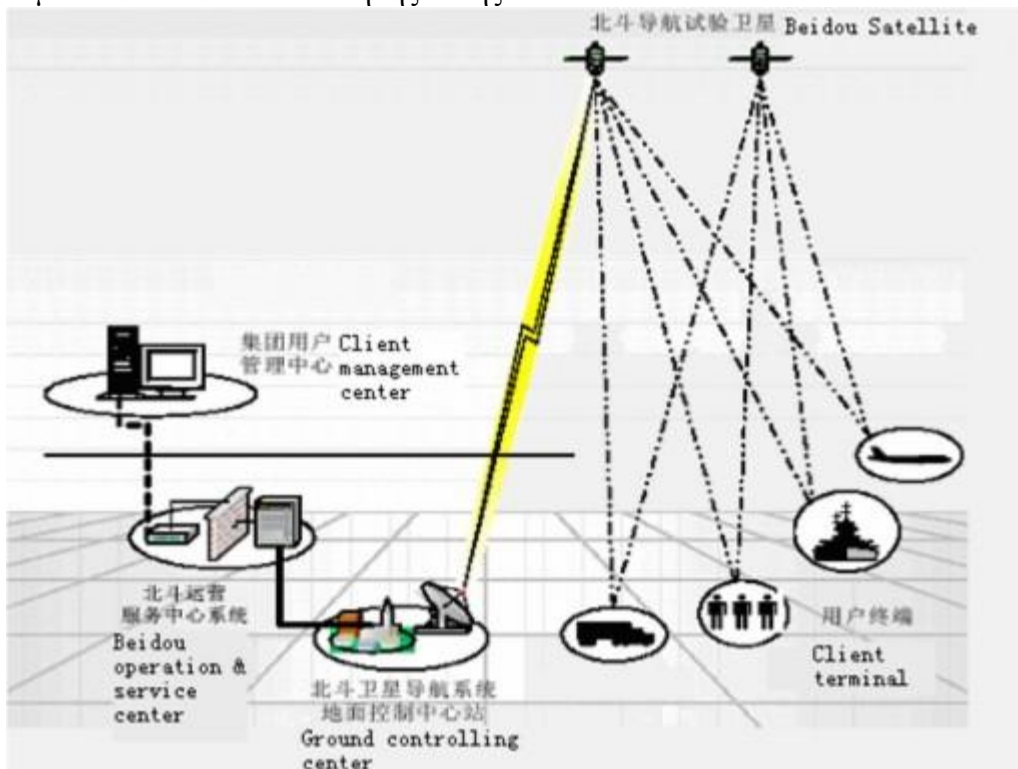 北斗导航试验卫星 Beidou Satellite
集团用户 Client
管理中心 management
center
北斗运营
服务中心系统
Beidou
operation &
service
center
北斗卫星导航系统
地面控制中心站
Ground controlling
center
用户终端
Client
terminal